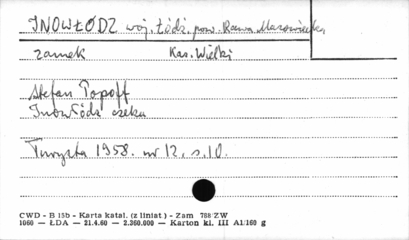 INOWŁÓDZ woj. Łódź. pow. Rawa Mazowiecka
zamek Kaz. Wielki
Stefan Popoff
Inowłódz czeka
Turysta 1958. nr 12, s. 10.
CWD - B 15b - Karta katal. (z liniat.) - Zam 788/ZW
1060 — ŁDA — 21.4.60 — 2.360.000 — Karton kl. III A1/160 g